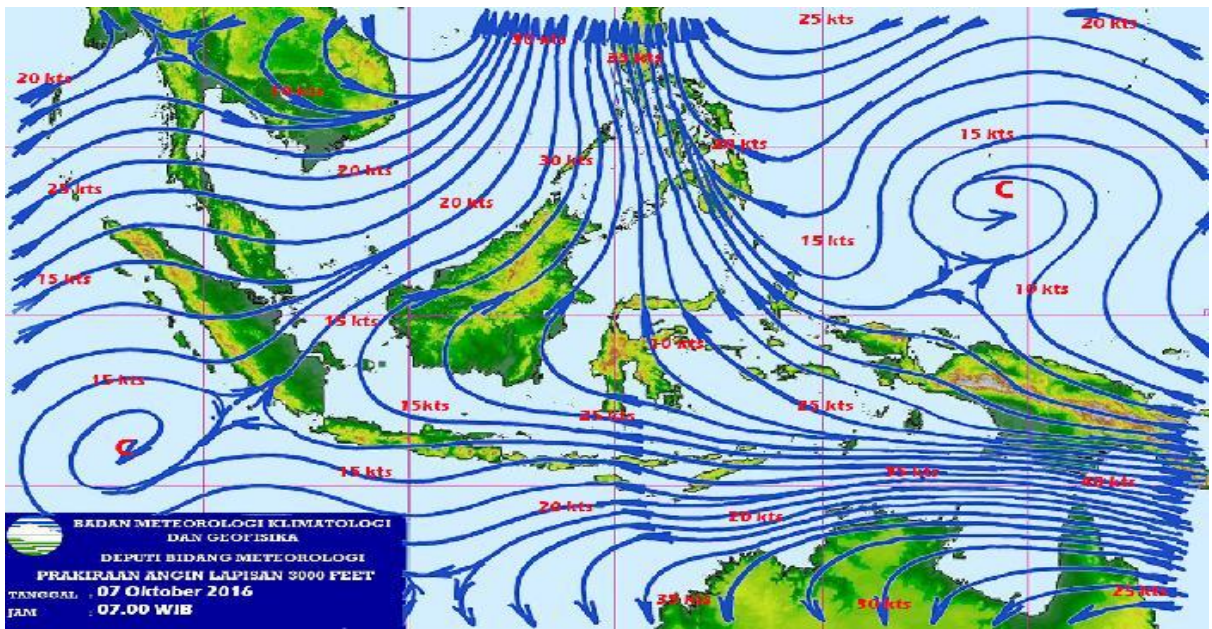 25 kts
20 kts
30 kts
35 kts
20 kts
30 kts
15 kts
20 kts
30 kts
20 kts
25 kts
C
20 kts
15 kts
15 kts
10 kts
15 kts
10 kts
15 kts
15kts
25 kts
25 kts
C
15 kts
35 kts
40 kts
20 kts
20 kts
35 kts
30 kts
25 kts
BADAN METEOROLOGI KLIMATOLOGI
DAN GEOFISIKA
DEPUTI BIDANG METEOROLOGI
PRAKIRAAN ANGIN LAPISAN 3000 FEET
TANGGAL : 07 Oktober 2016
JAM : 07.00 WIB